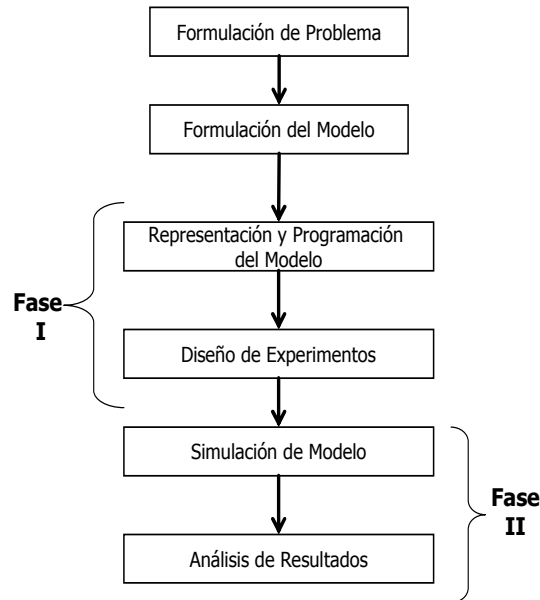 Formulación de Problema
Formulación del Modelo
Representación y Programación
del Modelo
Fase
I
Diseño de Experimentos
Simulación de Modelo
Fase
II
Análisis de Resultados